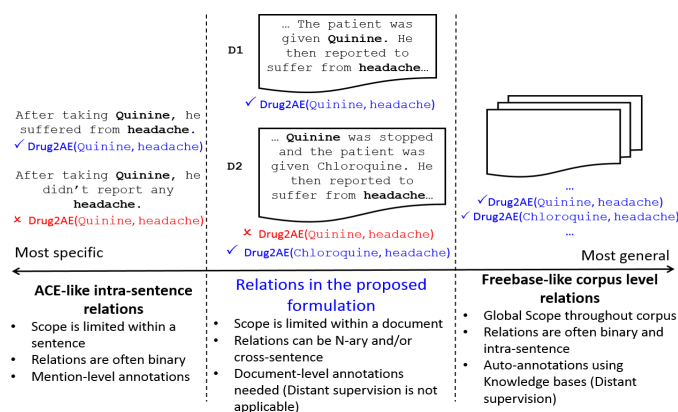 After taking Quinine, he
suffered from headache.
✓ Drug2AE(Quinine, headache)
After taking Quinine, he
didn't report any
headache.
✗ Drug2AE(Quinine, headache)
Most specific
ACE-like intra-sentence
relations
• Scope is limited within a
sentence
• Relations are often binary
• Mention-level annotations
D1
… The patient was
given Quinine. He
then reported to
suffer from headache…
✓ Drug2AE(Quinine, headache)
D2
… Quinine was stopped
and the patient was
given Chloroquine. He
then reported to
suffer from headache…
✗ Drug2AE(Quinine, headache)
✓ Drug2AE(Chloroquine, headache)
Relations in the proposed
formulation
• Scope is limited within a document
• Relations can be N-ary and/or
cross-sentence
• Document-level annotations
needed (Distant supervision is not
applicable)
…
✓Drug2AE(Quinine, headache)
✓Drug2AE(Chloroquine, headache)
…
Most general
Freebase-like corpus level
relations
• Global Scope throughout corpus
• Relations are often binary and
intra-sentence
• Auto-annotations using
Knowledge bases (Distant
supervision)